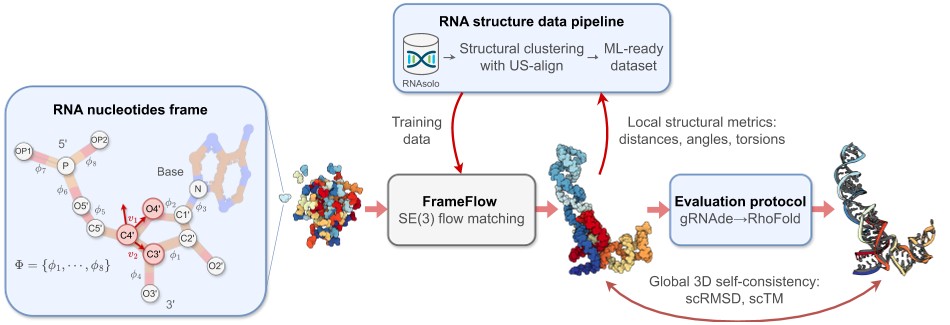 RNA structure data pipeline
RNAsolo
Structural clustering
with US-align
ML-ready
dataset
RNA nucleotides frame
5'
OP1
OP2
P
ϕ7
ϕ8
ϕ6
O5'
ϕ5
C5'
C4'
O4'
v1
v2
C3'
ϕ2
ϕ1
C1'
ϕ3
N
Base
C2'
O2'
ϕ4
O3'
3'
Φ = {ϕ1, ⋯, ϕ8}
Training
data
FrameFlow
SE(3) flow matching
Local structural metrics:
distances, angles, torsions
Evaluation protocol
gRNAde→RhoFold
Global 3D self-consistency:
scRMSD, scTM